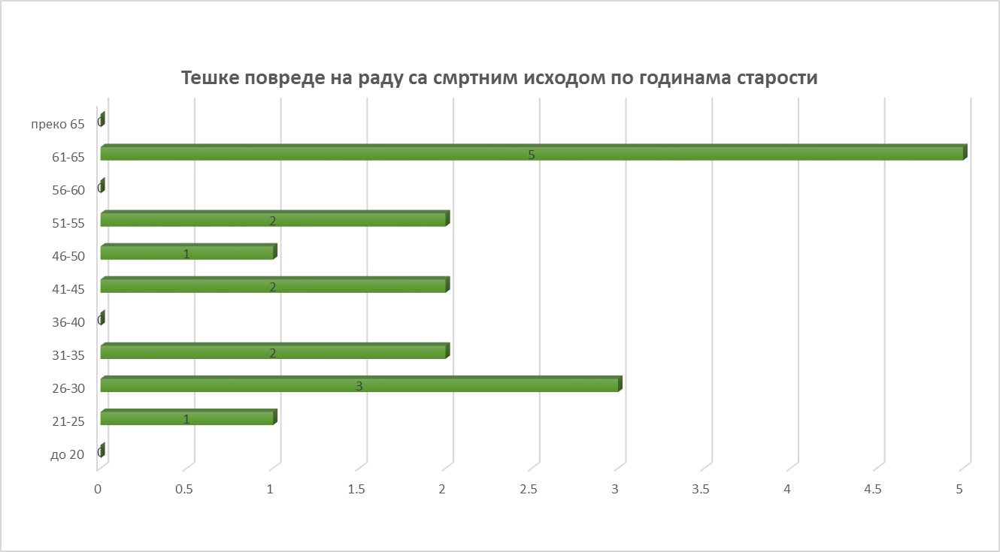 Тешке повреде на раду са смртним исходом по годинама старости
преко 65 0
61-65 5
56-60 0
51-55 2
46-50 1
41-45 2
36-40 0
31-35 2
26-30 3
21-25 1
до 20 0
0 0.5 1 1.5 2 2.5 3 3.5 4 4.5 5